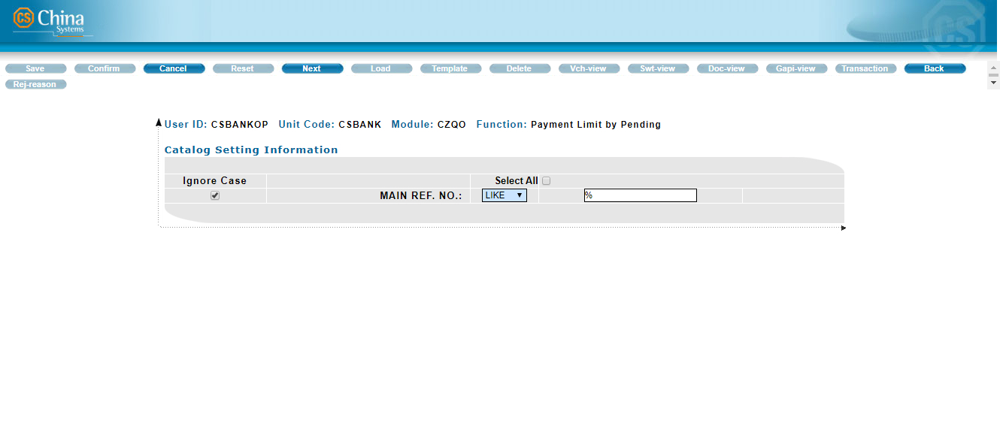 CS China
Systems
CS
Save Confirm Cancel Reset Next Load Template Delete Vch-view Swt-view Doc-view Gapi-view Transaction Back
Rej-reason
User ID: CSBANKOP Unit Code: CSBANK Module: CZQO Function: Payment Limit by Pending
Catalog Setting Information
Ignore Case Select All
MAIN REF. NO.: LIKE %